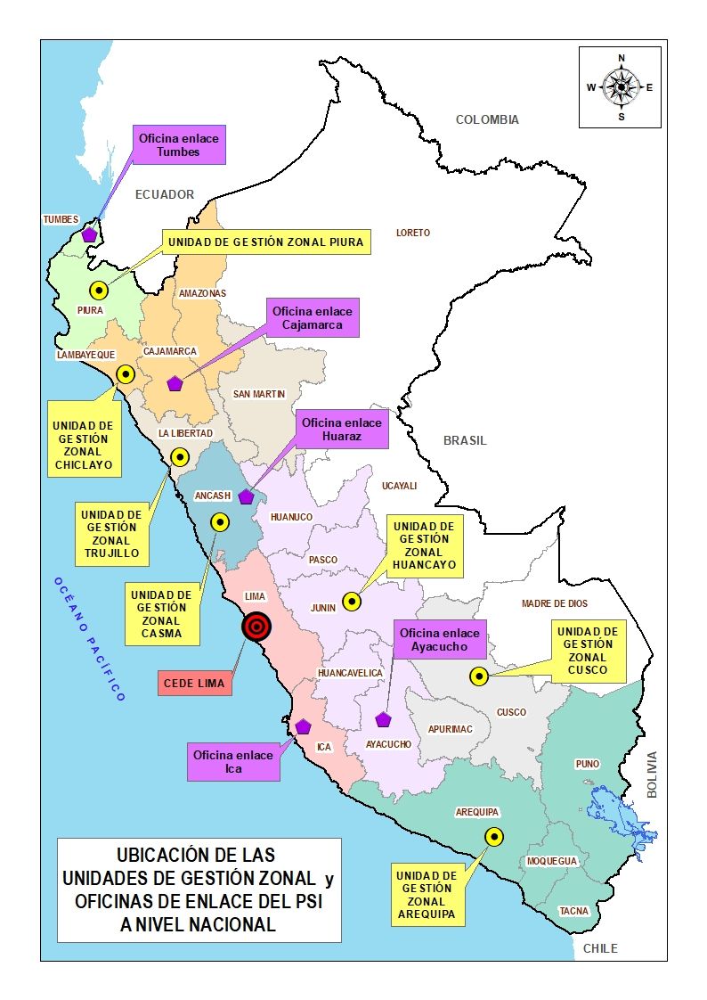 N
W
E
S
COLOMBIA
Oficina enlace
Tumbes
ECUADOR
TUMBES
LORETO
UNIDAD DE GESTIÓN ZONAL PIURA
AMAZONAS
PIURA
Oficina enlace
Cajamarca
LAMBAYEQUE
CAJAMARCA
SAN MARTIN
UNIDAD DE
GESTIÓN
ZONAL
CHICLAYO
LA LIBERTAD
Oficina enlace
Huaraz
BRASIL
ANCASH
UCAYALI
HUANUCO
UNIDAD DE
GESTIÓN
ZONAL
TRUJILLO
UNIDAD DE
GESTIÓN
ZONAL
HUANCAYO
PASCO
UNIDAD DE
GESTIÓN
ZONAL
CASMA
LIMA
JUNIN
MADRE DE DIOS
OCÉANO PACÍFICO
Oficina enlace
Ayacucho
UNIDAD DE
GESTIÓN
ZONAL
CUSCO
CEDE LIMA
HUANCAVELICA
CUSCO
APURIMAC
Oficina enlace
Ica
ICA
AYACUCHO
PUNO
BOLIVIA
AREQUIPA
UBICACIÓN DE LAS
UNIDADES DE GESTIÓN ZONAL y
OFICINAS DE ENLACE DEL PSI
A NIVEL NACIONAL
MOQUEGUA
UNIDAD DE
GESTIÓN
ZONAL
AREQUIPA
TACNA
CHILE